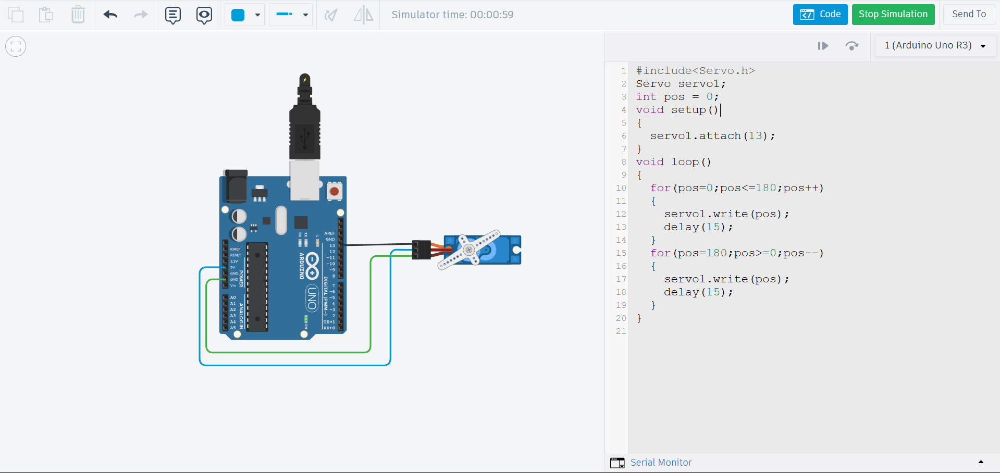 Simulator time: 00:00:59
Code
Stop Simulation
Send To
1 (Arduino Uno R3)
AREF
GND
13
12
~11
~10
~9
8
7
~6
~5
4
~3
2
TX→1
RX←0
IOREF
RESET
3.3V
5V
GND
GND
Vin
A0
A1
A2
A3
A4
A5
POWER
ANALOG IN
RX
TX
L
ARDUINO
UNO
DIGITAL (PWM~)
ON
1 #include<Servo.h>
2 Servo servo1;
3 int pos = 0;
4 void setup()
5 {
6 servo1.attach(13);
7 }
8 void loop()
9 {
10 for(pos=0;pos<=180;pos++)
11 {
12 servo1.write(pos);
13 delay(15);
14 }
15 for(pos=180;pos>=0;pos--)
16 {
17 servo1.write(pos);
18 delay(15);
19 }
20 }
21
Serial Monitor